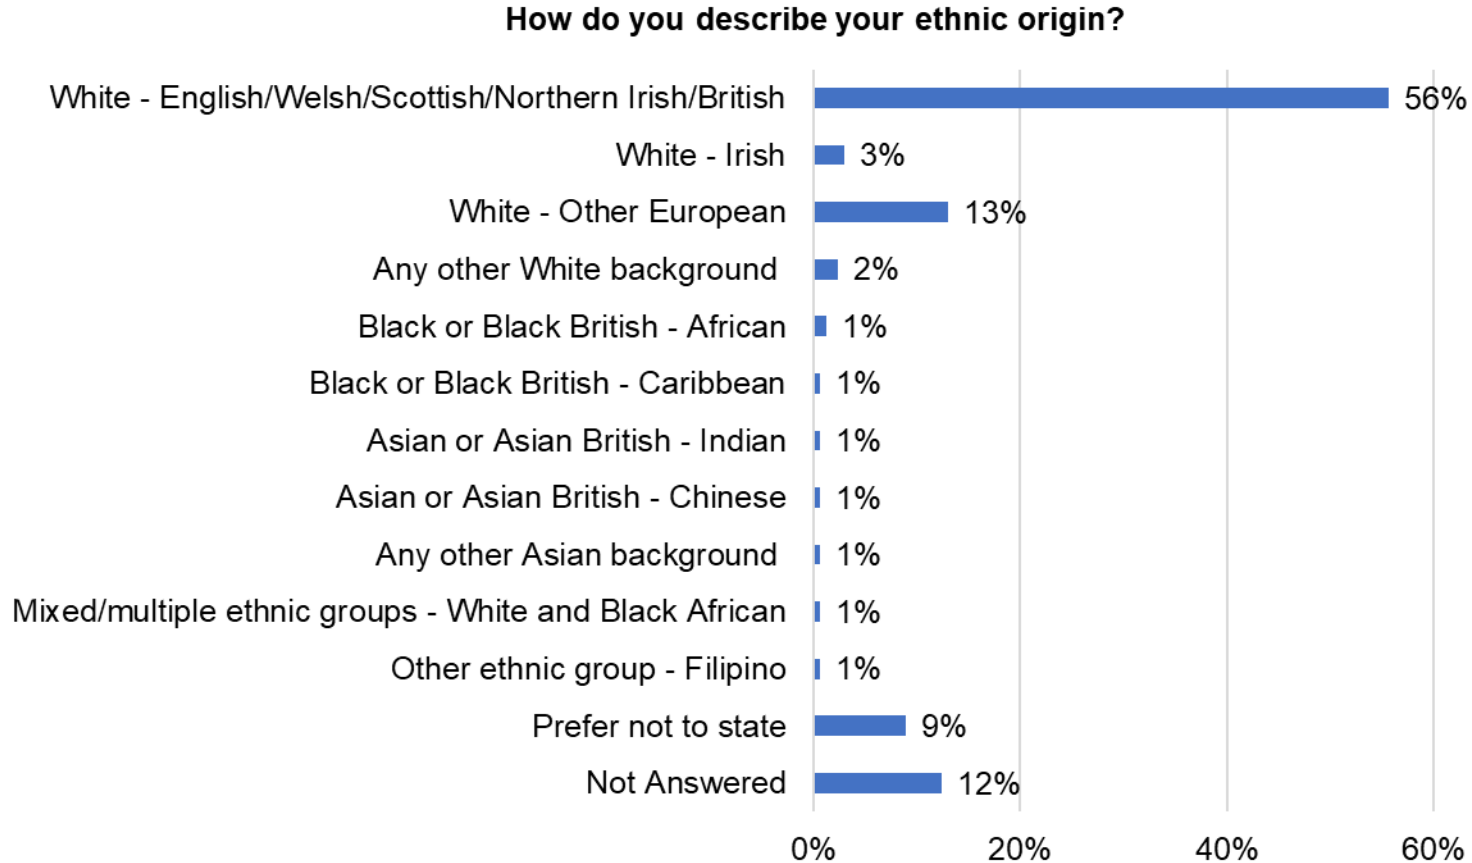 How do you describe your ethnic origin?
White - English/Welsh/Scottish/Northern Irish/British 56%
White - Irish 3%
White - Other European 13%
Any other White background 2%
Black or Black British - African 1%
Black or Black British - Caribbean 1%
Asian or Asian British - Indian 1%
Asian or Asian British - Chinese 1%
Any other Asian background 1%
Mixed/multiple ethnic groups - White and Black African 1%
Other ethnic group - Filipino 1%
Prefer not to state 9%
Not Answered 12%
0% 20% 40% 60%